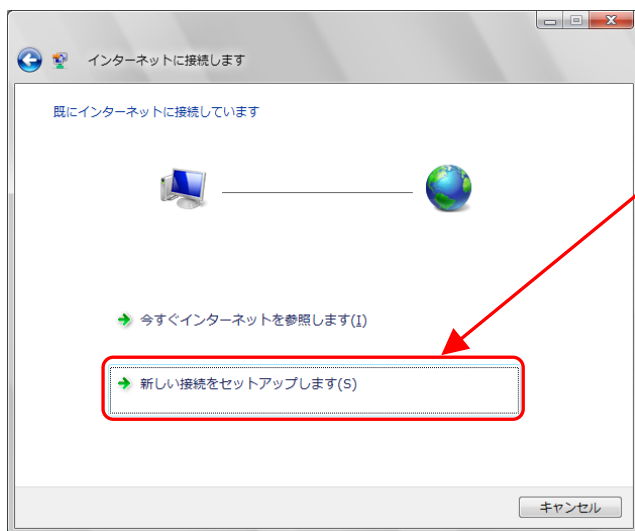 インターネットに接続します
既にインターネットに接続しています
今すぐインターネットを参照します(I)
新しい接続をセットアップします(S)
キャンセル